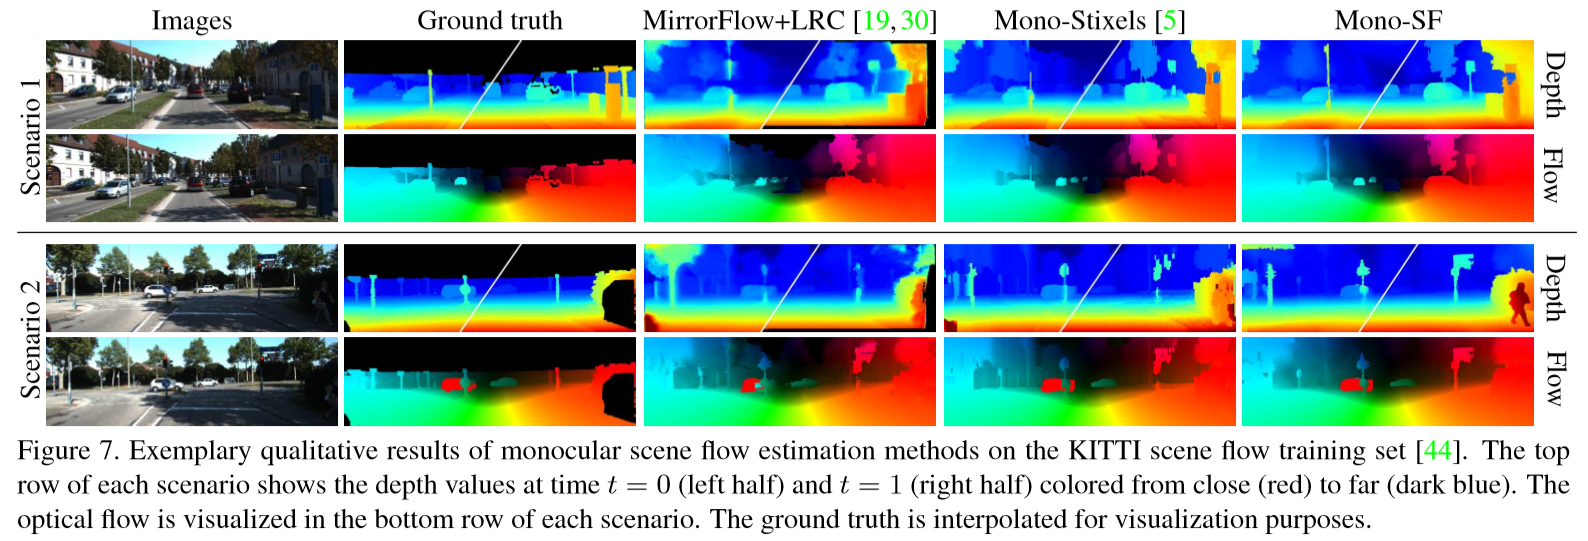 Images Ground truth MirrorFlow+LRC [19, 30] Mono-Stixels [5] Mono-SF
Scenario 1
Depth
Flow
Scenario 2
Depth
Flow
Figure 7. Exemplary qualitative results of monocular scene flow estimation methods on the KITTI scene flow training set [44]. The top
row of each scenario shows the depth values at time t = 0 (left half) and t = 1 (right half) colored from close (red) to far (dark blue). The
optical flow is visualized in the bottom row of each scenario. The ground truth is interpolated for visualization purposes.